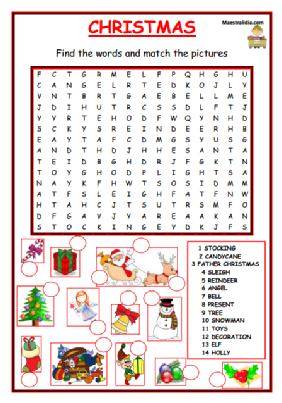 CHRISTMAS
Maestralidia.com
Find the words and match the pictures
F C T G R M E L F P Q H G H U
C A N G E L R T E D K O J L Y
V N T B R T G A E B E L L M E
J D I H U T R C S S D L F T J
Y V R T E H O D F W Q Y N H D
S C K Y S R E I N D E E R H B
E A Y T A F C D M G S Y U S G
A N D T H D J H H E S A N T A
T E I D B G H D R J F G K T N
T O Y G H O D P L I G H T S A
N A Y K F H W T S O S I D A M
A T F S L E I G H F A T F N W
H T A H C J T S U T R S M F O
D F G A V J Y A R E A A K A N
S T O C K I N G E Y D K J F S
1 STOCKING
2 CANDYCANE
3 FATHER CHRISTMAS
4 SLEIGH
5 REINDEER
6 ANGEL
7 BELL
8 PRESENT
9 TREE
10 SNOWMAN
11 TOYS
12 DECORATION
13 ELF
14 HOLLY